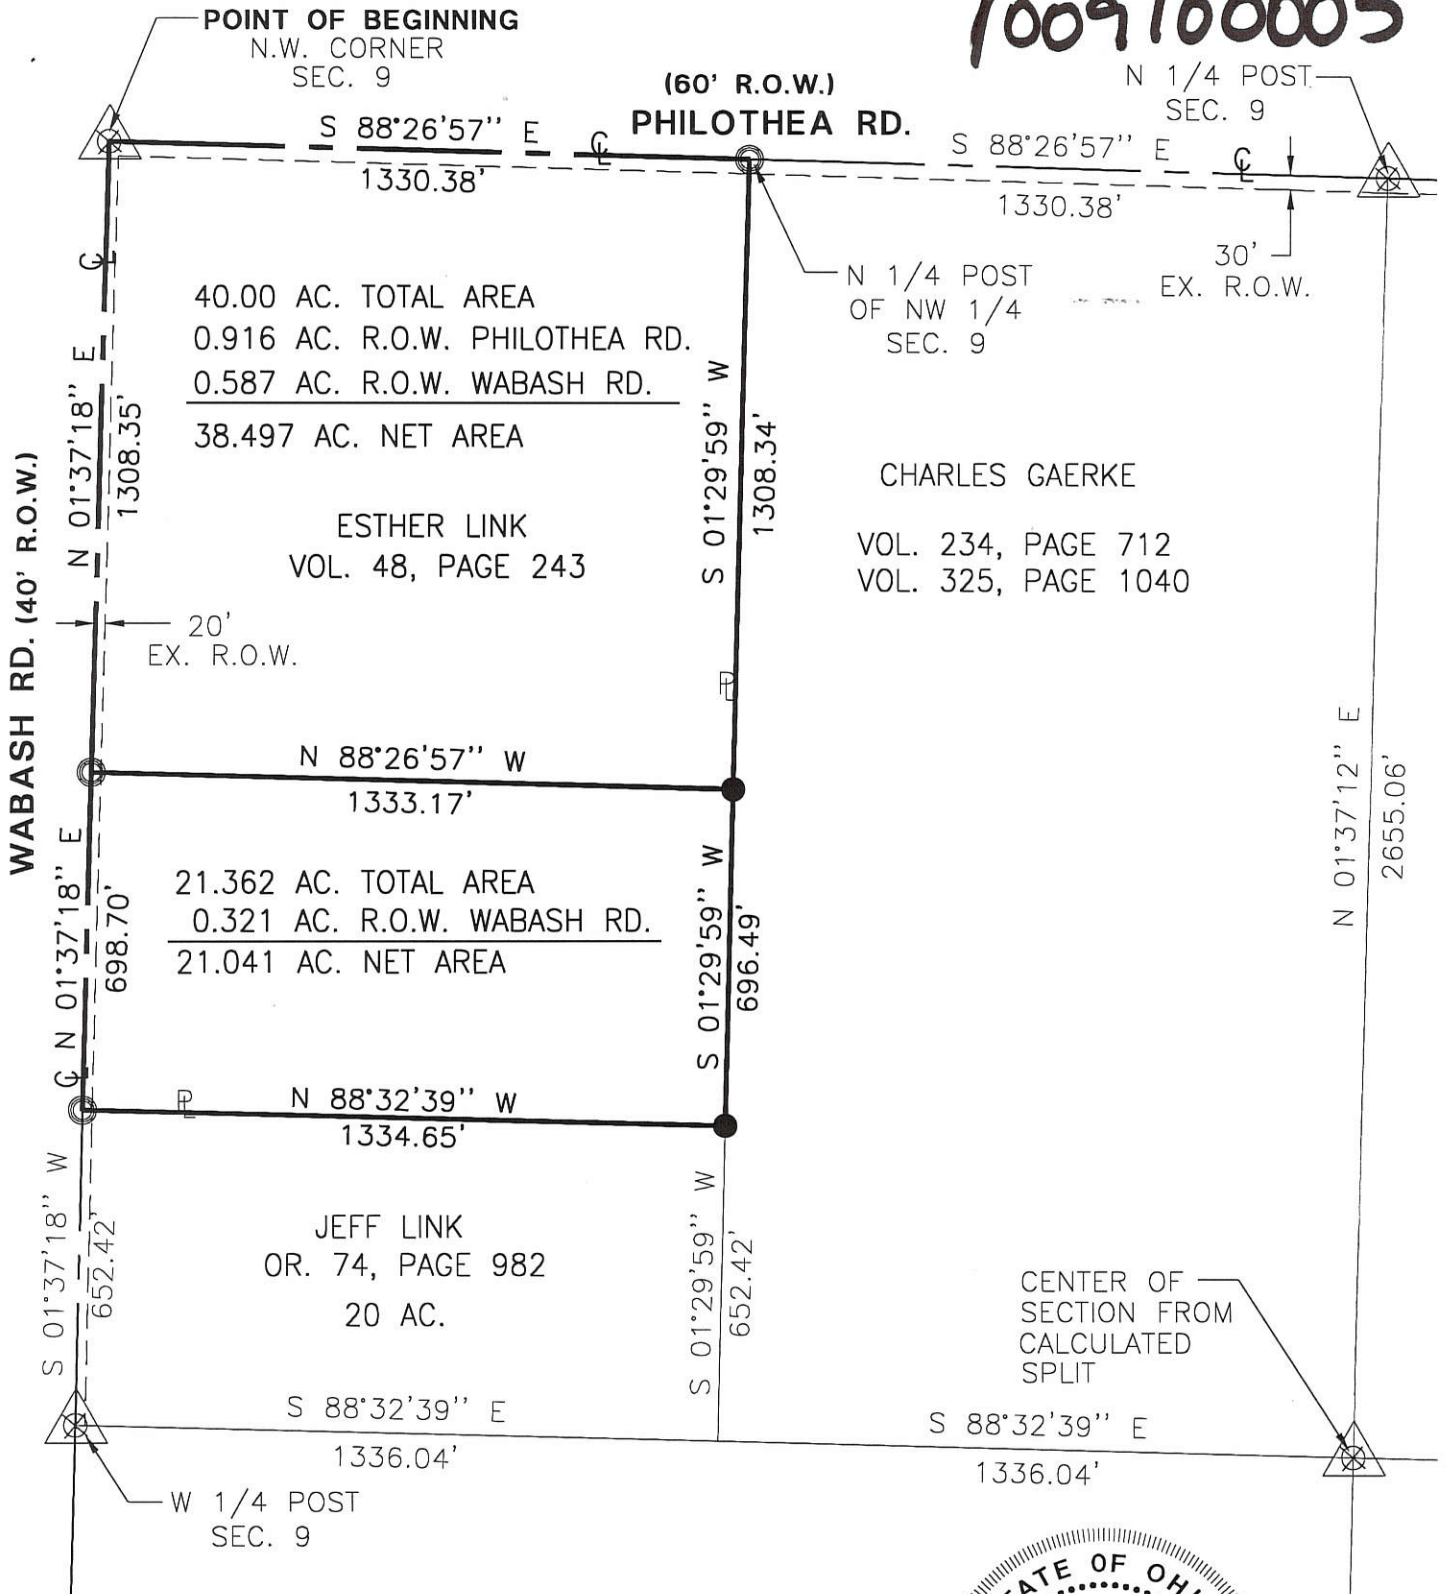 1009100005
POINT OF BEGINNING
N.W. CORNER
SEC. 9
(60' R.O.W.)
PHILOTHEA RD.
N 1/4 POST
SEC. 9
S 88°26'57'' E
1330.38'
S 88°26'57'' E
1330.38'
30'
EX. R.O.W.
N 1/4 POST
OF NW 1/4
SEC. 9
40.00 AC. TOTAL AREA
0.916 AC. R.O.W. PHILOTHEA RD.
0.587 AC. R.O.W. WABASH RD.
38.497 AC. NET AREA
N 01°37'18'' E
1308.35'
S 01°29'59'' W
1308.34'
WABASH RD. (40' R.O.W.)
ESTHER LINK
VOL. 48, PAGE 243
CHARLES GAERKE
VOL. 234, PAGE 712
VOL. 325, PAGE 1040
20'
EX. R.O.W.
N 88°26'57'' W
1333.17'
N 01°37'12'' E
2655.06'
21.362 AC. TOTAL AREA
0.321 AC. R.O.W. WABASH RD.
21.041 AC. NET AREA
N 01°37'18'' E
698.70'
S 01°29'59'' W
696.49'
N 88°32'39'' W
1334.65'
S 01°37'18'' W
652.42'
JEFF LINK
OR. 74, PAGE 982
20 AC.
S 01°29'59'' W
652.42'
CENTER OF
SECTION FROM
CALCULATED
SPLIT
S 88°32'39'' E
1336.04'
S 88°32'39'' E
1336.04'
W 1/4 POST
SEC. 9
OF